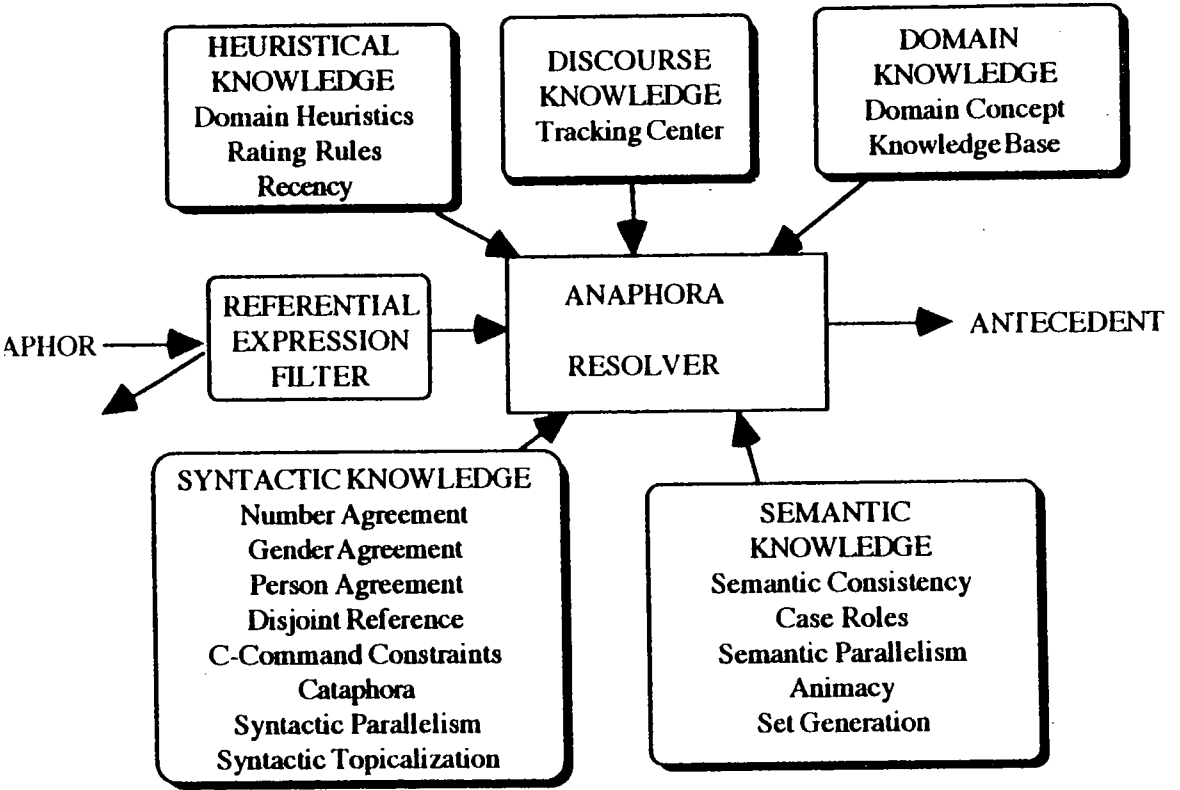 HEURISTICAL
KNOWLEDGE
Domain Heuristics
Rating Rules
Recency
DISCOURSE
KNOWLEDGE
Tracking Center
DOMAIN
KNOWLEDGE
Domain Concept
Knowledge Base
APHOR
REFERENTIAL
EXPRESSION
FILTER
ANAPHORA
RESOLVER
ANTECEDENT
SYNTACTIC KNOWLEDGE
Number Agreement
Gender Agreement
Person Agreement
Disjoint Reference
C-Command Constraints
Cataphora
Syntactic Parallelism
Syntactic Topicalization
SEMANTIC
KNOWLEDGE
Semantic Consistency
Case Roles
Semantic Parallelism
Animacy
Set Generation